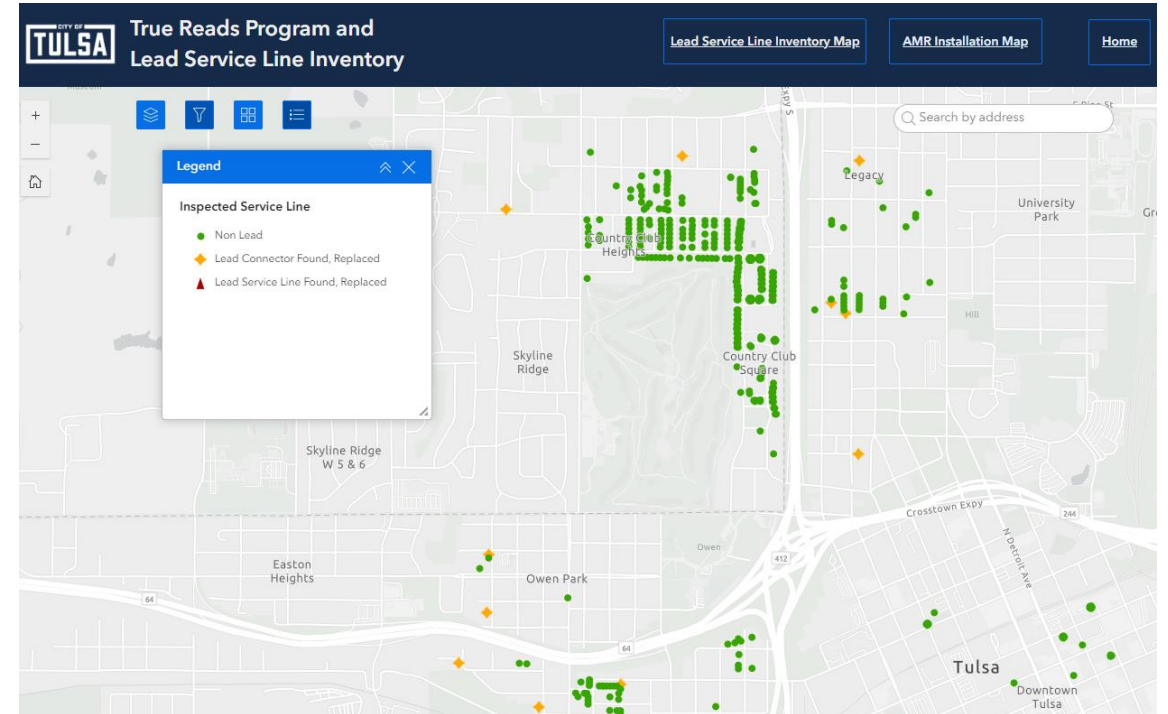 CITY OF
TULSA
True Reads Program and
Lead Service Line Inventory
Lead Service Line Inventory Map
AMR Installation Map
Home
Search by address
Legend
Inspected Service Line
Non Lead
Lead Connector Found, Replaced
Lead Service Line Found, Replaced
Expy S
Legacy
University
Park
Country Club
Heights
Hill
Skyline
Ridge
Country Club
Square
Skyline Ridge
W 5 & 6
Crosstown Expy
244
N Detroit Ave
Owen
412
Easton
Heights
Owen Park
64
64
Tulsa
Downtown
Tulsa